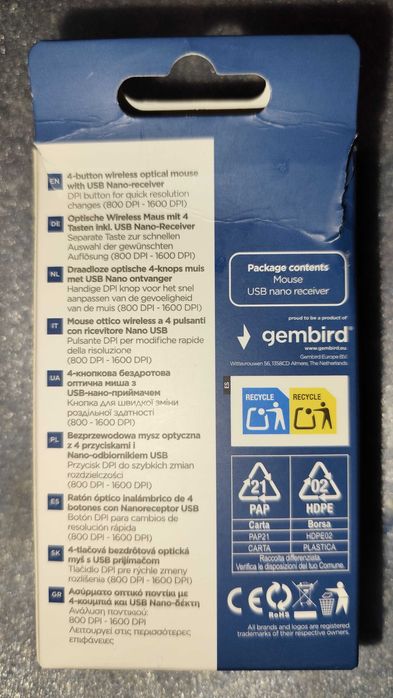 EN
4-button wireless optical mouse
with USB Nano-receiver
DPI button for quick resolution
changes (800 DPI - 1600 DPI)
DE
Optische Wireless Maus mit 4
Tasten inkl. USB Nano-Receiver
Separate Taste zur schnellen
Auswahl der gewünschten
Auflösung (800 DPI - 1600 DPI)
NL
Draadloze optische 4-knops muis
met USB Nano ontvanger
Handige DPI knop voor het snel
aanpassen van de gevoeligheid
van de muis (800 DPI - 1600 DPI)
IT
Mouse ottico wireless a 4 pulsanti
con ricevitore Nano USB
Pulsante DPI per modifiche rapide
della risoluzione
(800 DPI - 1600 DPI)
UA
4-кнопкова бездротова
оптична миша з
USB-нано-приймачем
Кнопка для швидкої зміни
роздільної здатності
(800 DPI - 1600 DPI)
PL
Bezprzewodowa mysz optyczna
z 4 przyciskami i
Nano-odbiornikiem USB
Przycisk DPI do szybkich zmian
rozdzielczości
(800 DPI - 1600 DPI)
ES
Ratón óptico inalámbrico de 4
botones con Nanoreceptor USB
Botón DPI para cambios de
resolución rápida
(800 DPI - 1600 DPI)
SK
4-tlačová bezdrôtová optická
myš s USB prijímačom
Tlačidlo DPI pre rýchle zmeny
rozlíšenia (800 DPI - 1600 DPI)
GR
Ασύρματο οπτικό ποντίκι με
4-κουμπιά και USB Nano-δέκτη
Ανάλυση ποντικιού:
800 DPI - 1600 DPI
Λειτουργεί στις περισσότερες
επιφάνειες
Package contents
Mouse
USB nano receiver
proud to be a product of
gembird
www.gembird.eu
Gembird Europe B.V.
Wittevrouwen 56, 1358CD Almere, The Netherlands
ES
RECYCLE
RECYCLE
21
PAP
02
HDPE
Carta
Borsa
PAP21
HDPE02
CARTA
PLASTICA
Raccolta differenziata.
Verifica le disposizioni del tuo Comune.
CE
All brands and logos are registered
trademarks of their respective owners.